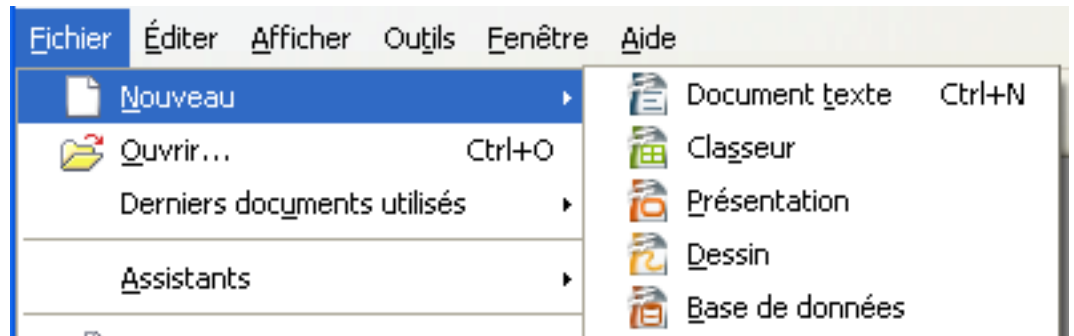 Fichier Éditer Afficher Outils Fenêtre Aide
Nouveau
Ouvrir... Ctrl+O
Derniers documents utilisés
Assistants
Document texte Ctrl+N
Classeur
Présentation
Dessin
Base de données